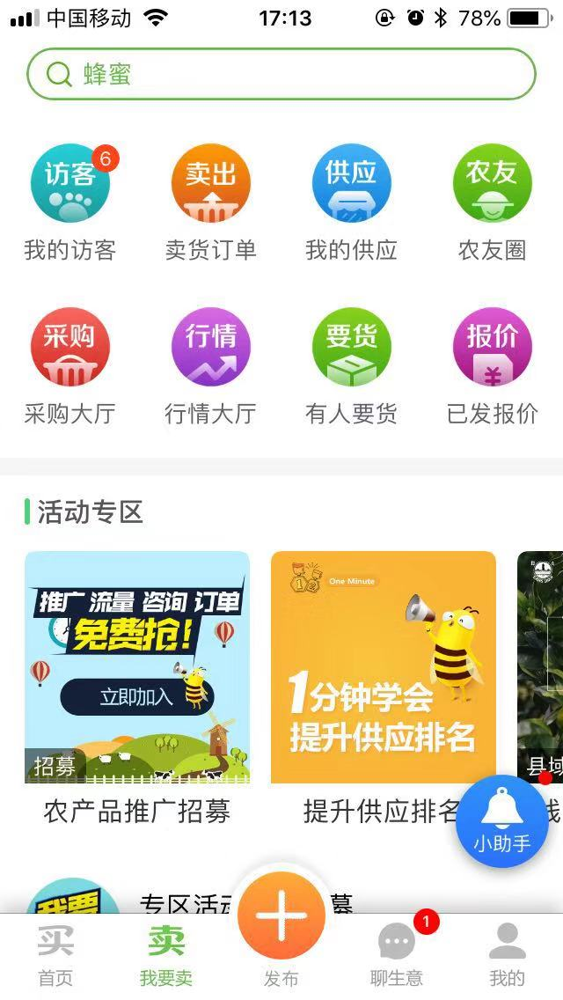 中国移动
17:13
78%
蜂蜜
访客
6
卖出
供应
农友
我的访客
卖货订单
我的供应
农友圈
采购
行情
要货
报价
采购大厅
行情大厅
有人要货
已发报价
活动专区
推广 流量 咨询 订单
免费抢!
立即加入
招募
1 2
One Minute
1分钟学会
提升供应排名
县域
农产品推广招募
提升供应排名
线
小助手
我要
专区活动
募
买
首页
卖
我要卖
发布
1
聊生意
我的